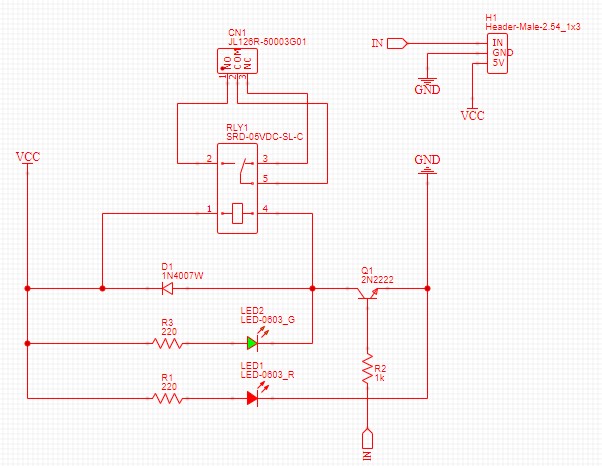 CN1
JL126R-50003G01
NO
COM
NC
1
2
3
H1
Header-Male-2.54_1x3
IN
IN
GND
5V
GND
VCC
RLY1
SRD-05VDC-SL-C
2
3
5
1
4
VCC
GND
D1
1N4007W
Q1
2N2222
LED2
LED-0603_G
R3
220
LED1
LED-0603_R
R1
220
R2
1k
IN